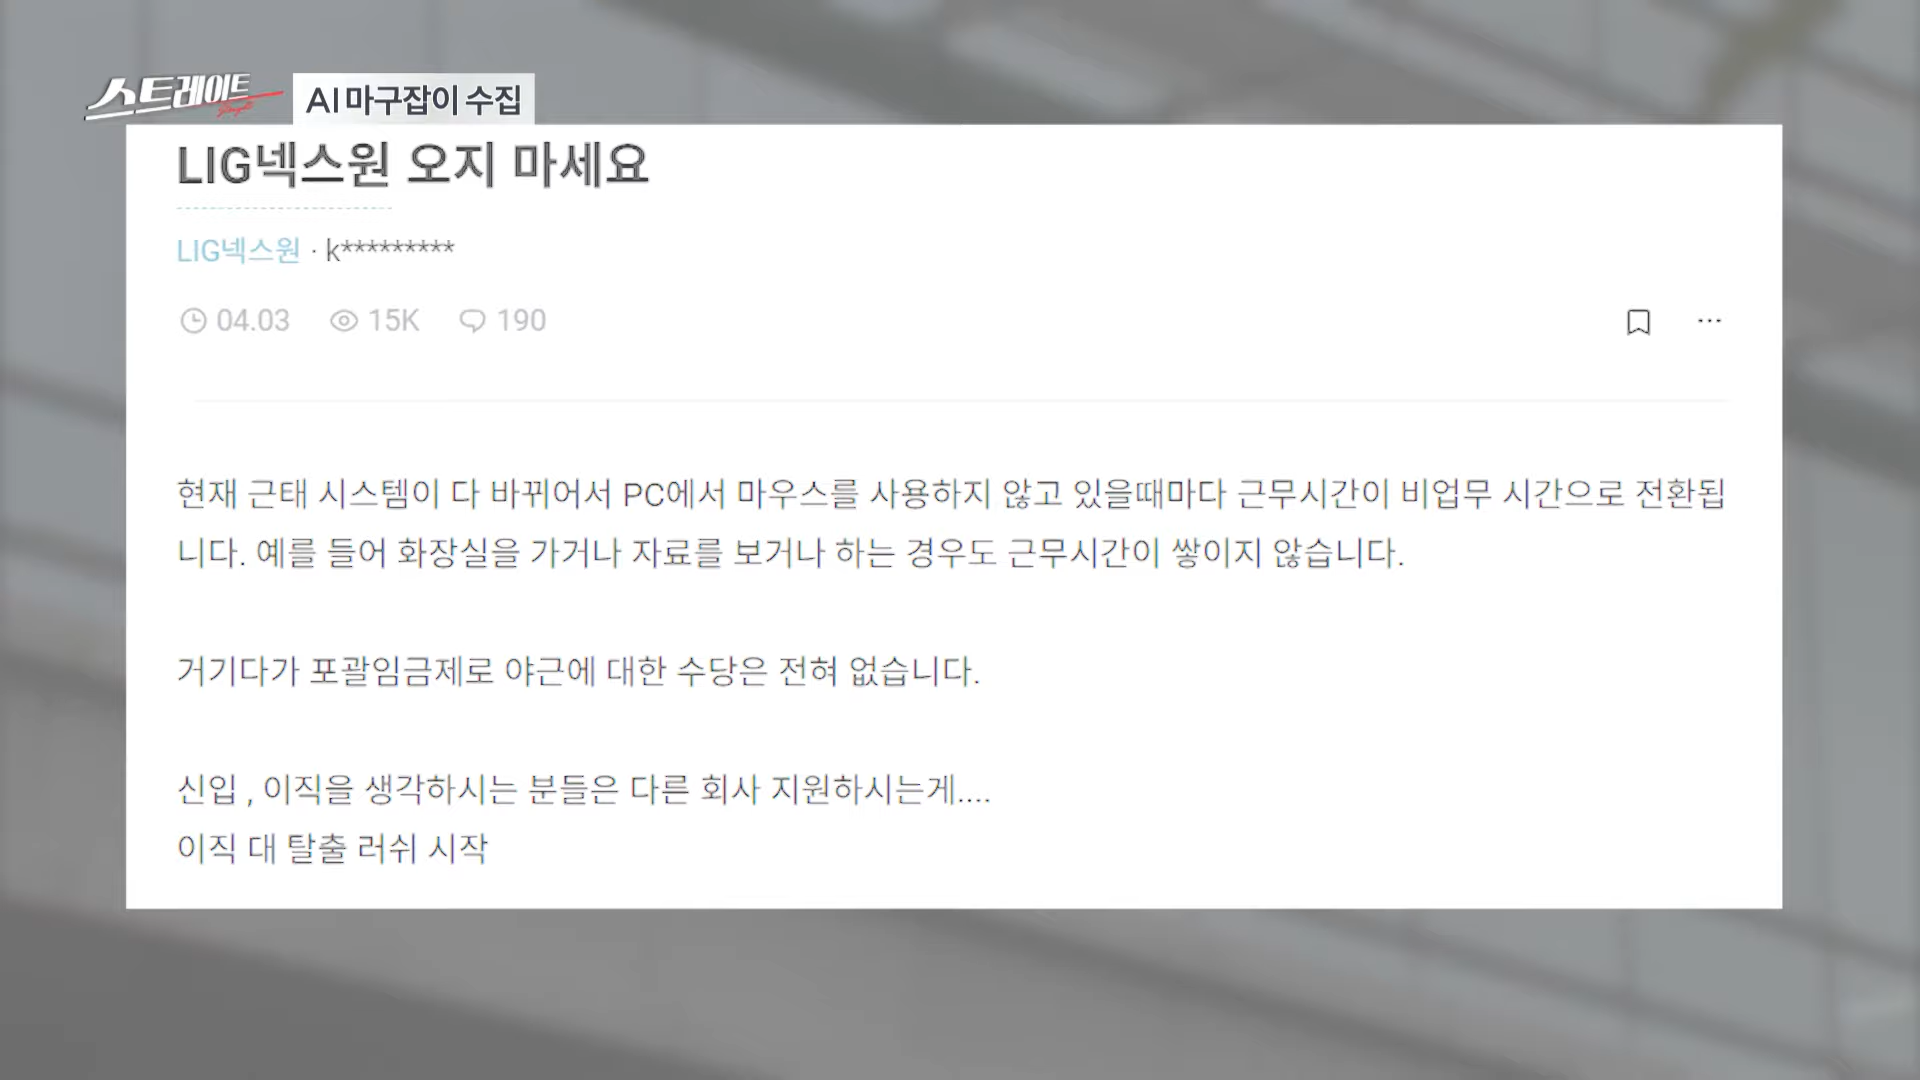 스트레이트
AI 마구잡이 수집
LIG넥스원 오지 마세요
LIG넥스원 · k*********
04.03 15K 190
현재 근태 시스템이 다 바뀌어서 PC에서 마우스를 사용하지 않고 있을때마다 근무시간이 비업무 시간으로 전환됩
니다. 예를 들어 화장실을 가거나 자료를 보거나 하는 경우도 근무시간이 쌓이지 않습니다.
거기다가 포괄임금제로 야근에 대한 수당은 전혀 없습니다.
신입 , 이직을 생각하시는 분들은 다른 회사 지원하시는게....
이직 대 탈출 러쉬 시작